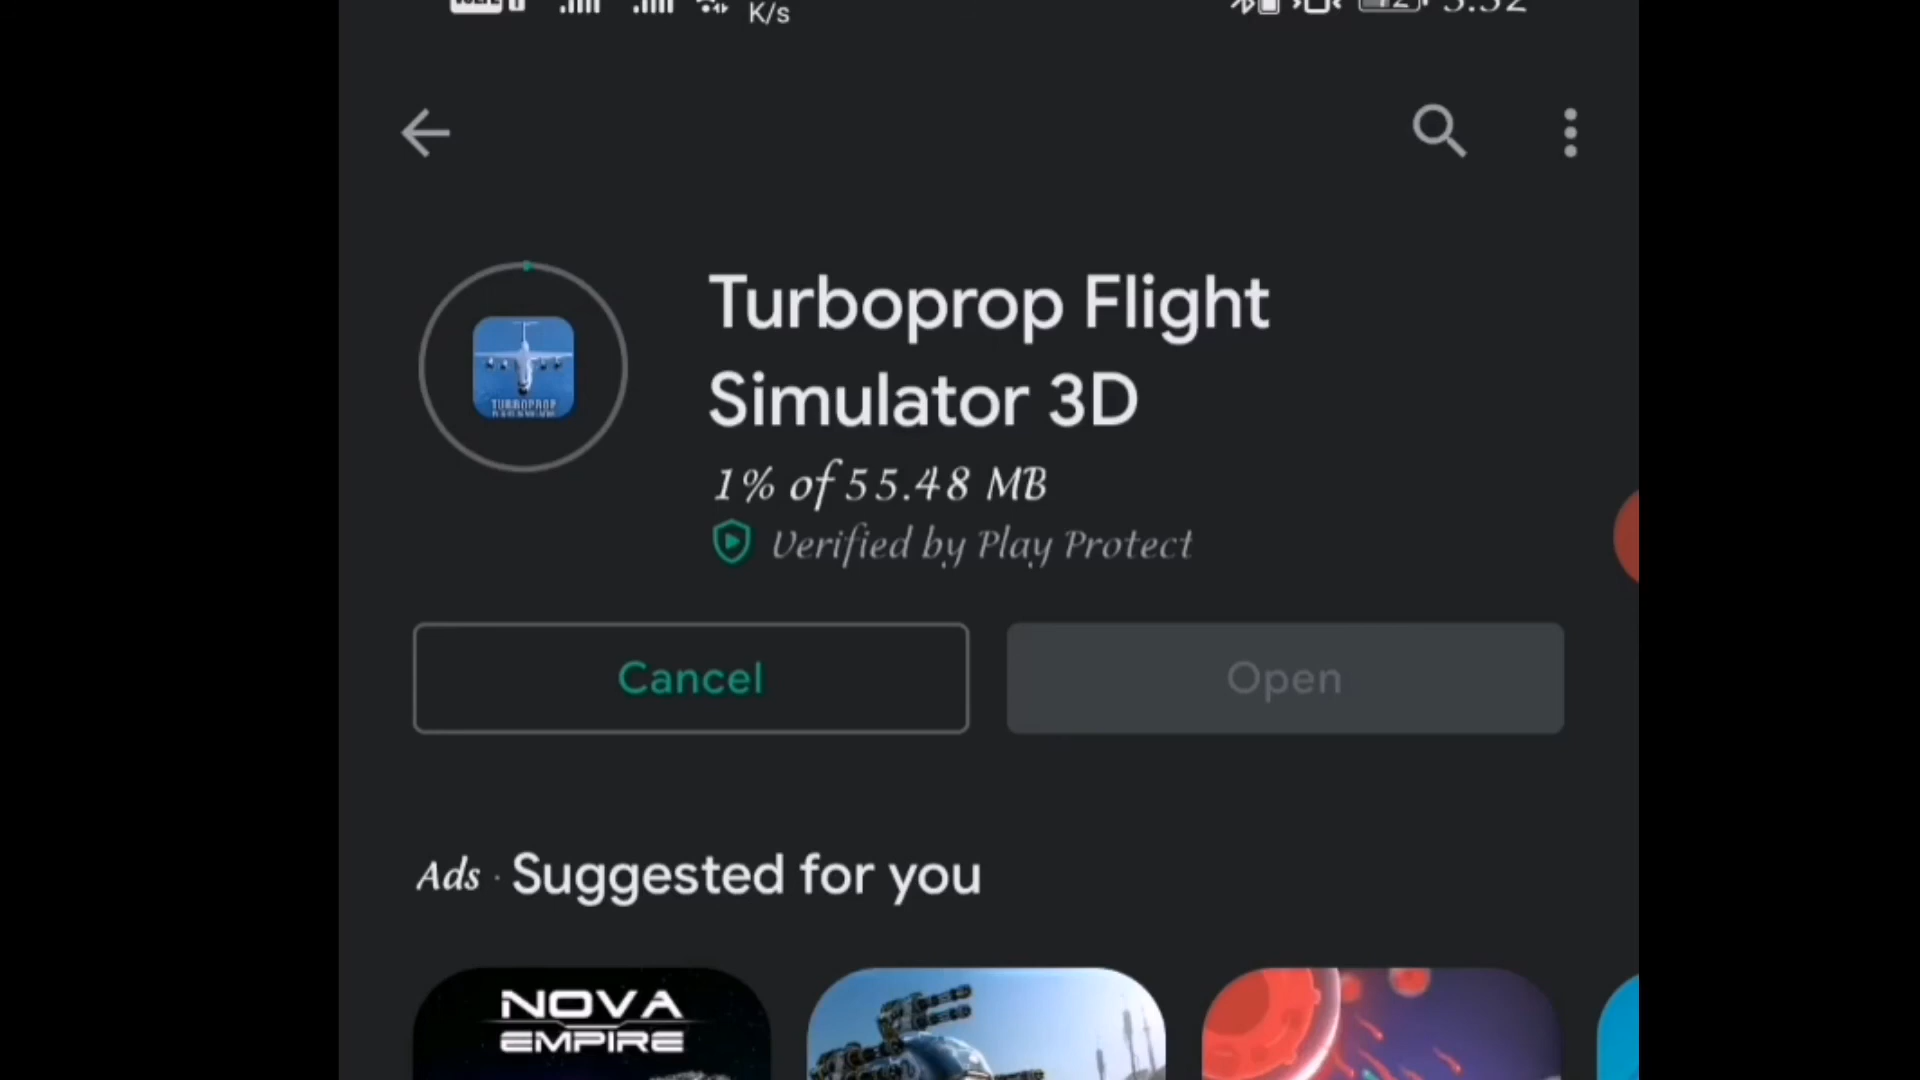 K/s
Turboprop Flight
Simulator 3D
1% of 55.48 MB
Verified by Play Protect
Cancel
Open
Ads · Suggested for you
NOVA
EMPIRE
TURBOPROP